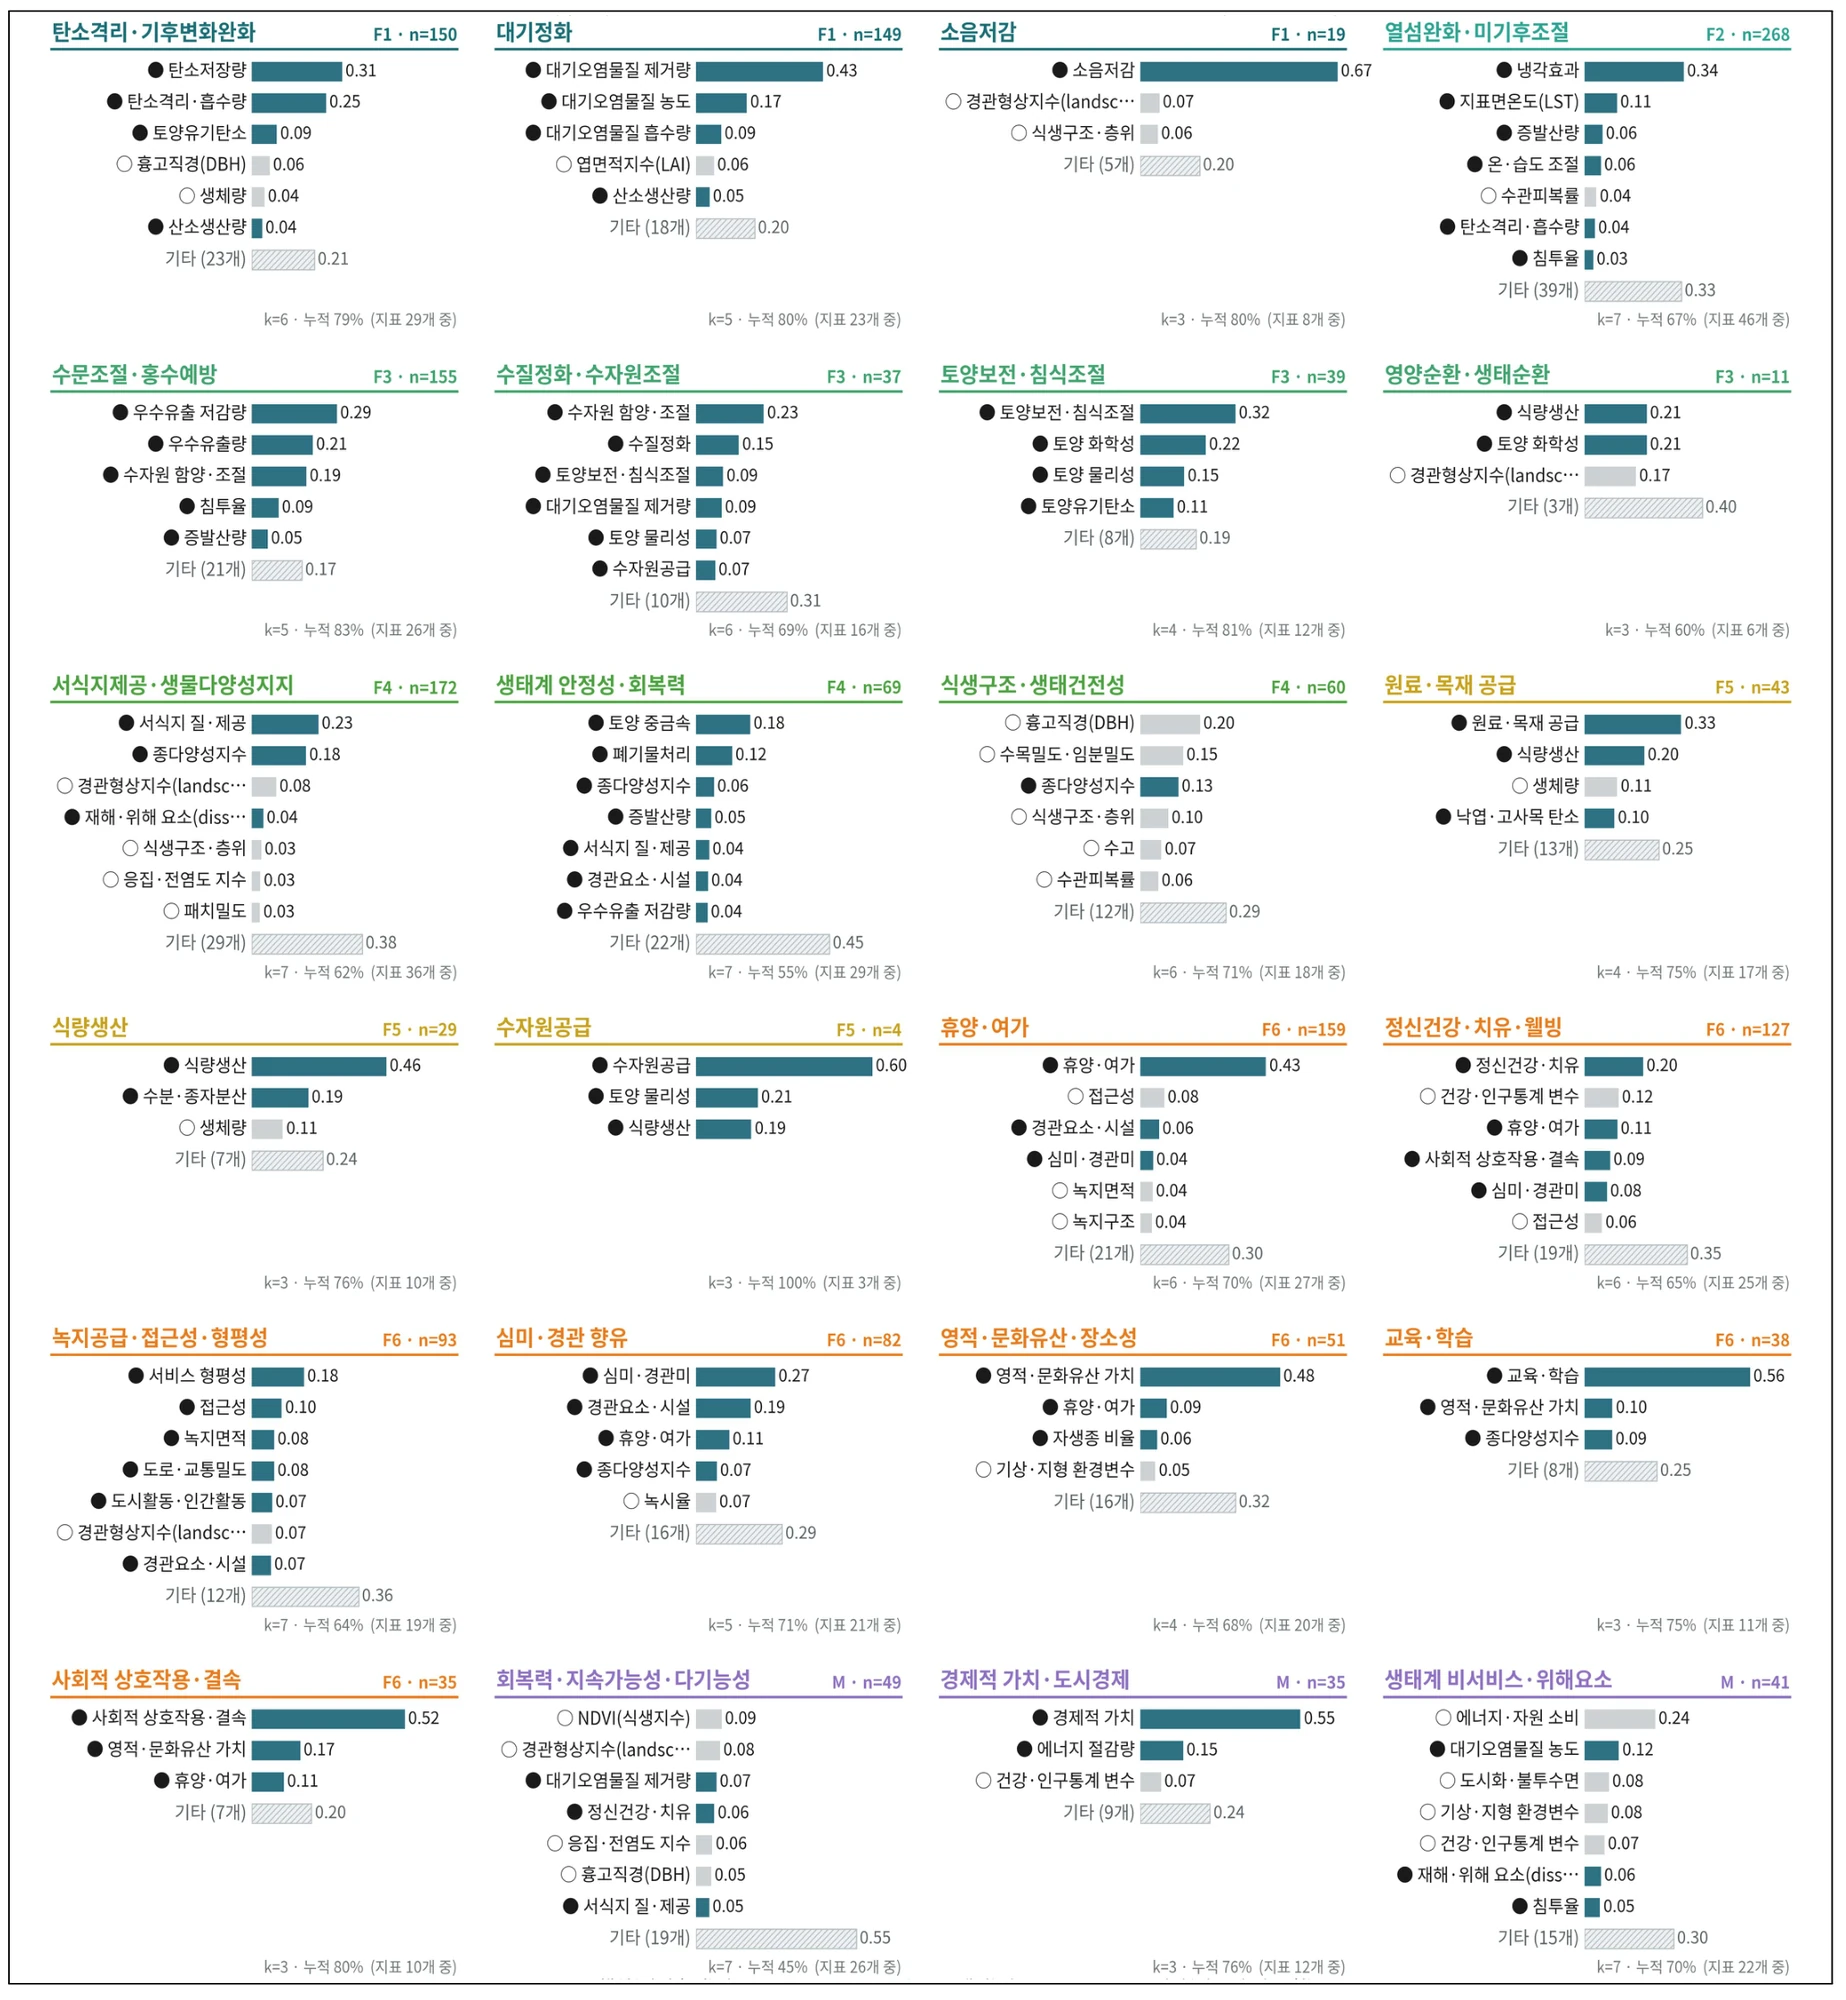 탄소격리·기후변화완화 F1 · n=150
● 탄소저장량 0.31
● 탄소격리·흡수량 0.25
● 토양유기탄소 0.09
○ 흉고직경(DBH) 0.06
○ 생체량 0.04
● 산소생산량 0.04
기타 (23개) 0.21
k=6 · 누적 79% (지표 29개 중)
대기정화 F1 · n=149
● 대기오염물질 제거량 0.43
● 대기오염물질 농도 0.17
● 대기오염물질 흡수량 0.09
○ 엽면적지수(LAI) 0.06
● 산소생산량 0.05
기타 (18개) 0.20
k=5 · 누적 80% (지표 23개 중)
소음저감 F1 · n=19
● 소음저감 0.67
○ 경관형상지수(landsc… 0.07
○ 식생구조·층위 0.06
기타 (5개) 0.20
k=3 · 누적 80% (지표 8개 중)
열섬완화·미기후조절 F2 · n=268
● 냉각효과 0.34
● 지표면온도(LST) 0.11
● 증발산량 0.06
● 온·습도 조절 0.06
○ 수관피복률 0.04
● 탄소격리·흡수량 0.04
● 침투율 0.03
기타 (39개) 0.33
k=7 · 누적 67% (지표 46개 중)
수문조절·홍수예방 F3 · n=155
● 우수유출 저감량 0.29
● 우수유출량 0.21
● 수자원 함양·조절 0.19
● 침투율 0.09
● 증발산량 0.05
기타 (21개) 0.17
k=5 · 누적 83% (지표 26개 중)
수질정화·수자원조절 F3 · n=37
● 수자원 함양·조절 0.23
● 수질정화 0.15
● 토양보전·침식조절 0.09
● 대기오염물질 제거량 0.09
● 토양 물리성 0.07
● 수자원공급 0.07
기타 (10개) 0.31
k=6 · 누적 69% (지표 16개 중)
토양보전·침식조절 F3 · n=39
● 토양보전·침식조절 0.32
● 토양 화학성 0.22
● 토양 물리성 0.15
● 토양유기탄소 0.11
기타 (8개) 0.19
k=4 · 누적 81% (지표 12개 중)
영양순환·생태순환 F3 · n=11
● 식량생산 0.21
● 토양 화학성 0.21
○ 경관형상지수(landsc… 0.17
기타 (3개) 0.40
k=3 · 누적 60% (지표 6개 중)
서식지제공·생물다양성지지 F4 · n=172
● 서식지 질·제공 0.23
● 종다양성지수 0.18
○ 경관형상지수(landsc… 0.08
● 재해·위해 요소(diss… 0.04
○ 식생구조·층위 0.03
○ 응집·전염도 지수 0.03
○ 패치밀도 0.03
기타 (29개) 0.38
k=7 · 누적 62% (지표 36개 중)
생태계 안정성·회복력 F4 · n=69
● 토양 중금속 0.18
● 폐기물처리 0.12
● 종다양성지수 0.06
● 증발산량 0.05
● 서식지 질·제공 0.04
● 경관요소·시설 0.04
● 우수유출 저감량 0.04
기타 (22개) 0.45
k=7 · 누적 55% (지표 29개 중)
식생구조·생태건전성 F4 · n=60
○ 흉고직경(DBH) 0.20
○ 수목밀도·임분밀도 0.15
● 종다양성지수 0.13
○ 식생구조·층위 0.10
○ 수고 0.07
○ 수관피복률 0.06
기타 (12개) 0.29
k=6 · 누적 71% (지표 18개 중)
원료·목재 공급 F5 · n=43
● 원료·목재 공급 0.33
● 식량생산 0.20
○ 생체량 0.11
● 낙엽·고사목 탄소 0.10
기타 (13개) 0.25
k=4 · 누적 75% (지표 17개 중)
식량생산 F5 · n=29
● 식량생산 0.46
● 수분·종자분산 0.19
○ 생체량 0.11
기타 (7개) 0.24
k=3 · 누적 76% (지표 10개 중)
수자원공급 F5 · n=4
● 수자원공급 0.60
● 토양 물리성 0.21
● 식량생산 0.19
k=3 · 누적 100% (지표 3개 중)
휴양·여가 F6 · n=159
● 휴양·여가 0.43
○ 접근성 0.08
● 경관요소·시설 0.06
● 심미·경관미 0.04
○ 녹지면적 0.04
○ 녹지구조 0.04
기타 (21개) 0.30
k=6 · 누적 70% (지표 27개 중)
정신건강·치유·웰빙 F6 · n=127
● 정신건강·치유 0.20
○ 건강·인구통계 변수 0.12
● 휴양·여가 0.11
● 사회적 상호작용·결속 0.09
● 심미·경관미 0.08
○ 접근성 0.06
기타 (19개) 0.35
k=6 · 누적 65% (지표 25개 중)
녹지공급·접근성·형평성 F6 · n=93
● 서비스 형평성 0.18
● 접근성 0.10
● 녹지면적 0.08
● 도로·교통밀도 0.08
● 도시활동·인간활동 0.07
○ 경관형상지수(landsc… 0.07
● 경관요소·시설 0.07
기타 (12개) 0.36
k=7 · 누적 64% (지표 19개 중)
심미·경관 향유 F6 · n=82
● 심미·경관미 0.27
● 경관요소·시설 0.19
● 휴양·여가 0.11
● 종다양성지수 0.07
○ 녹시율 0.07
기타 (16개) 0.29
k=5 · 누적 71% (지표 21개 중)
영적·문화유산·장소성 F6 · n=51
● 영적·문화유산 가치 0.48
● 휴양·여가 0.09
● 자생종 비율 0.06
○ 기상·지형 환경변수 0.05
기타 (16개) 0.32
k=4 · 누적 68% (지표 20개 중)
교육·학습 F6 · n=38
● 교육·학습 0.56
● 영적·문화유산 가치 0.10
● 종다양성지수 0.09
기타 (8개) 0.25
k=3 · 누적 75% (지표 11개 중)
사회적 상호작용·결속 F6 · n=35
● 사회적 상호작용·결속 0.52
● 영적·문화유산 가치 0.17
● 휴양·여가 0.11
기타 (7개) 0.20
k=3 · 누적 80% (지표 10개 중)
회복력·지속가능성·다기능성 M · n=49
○ NDVI(식생지수) 0.09
○ 경관형상지수(landsc… 0.08
● 대기오염물질 제거량 0.07
● 정신건강·치유 0.06
○ 응집·전염도 지수 0.06
○ 흉고직경(DBH) 0.05
● 서식지 질·제공 0.05
기타 (19개) 0.55
k=7 · 누적 45% (지표 26개 중)
경제적 가치·도시경제 M · n=35
● 경제적 가치 0.55
● 에너지 절감량 0.15
○ 건강·인구통계 변수 0.07
기타 (9개) 0.24
k=3 · 누적 76% (지표 12개 중)
생태계 비서비스·위해요소 M · n=41
○ 에너지·자원 소비 0.24
● 대기오염물질 농도 0.12
○ 도시화·불투수면 0.08
○ 기상·지형 환경변수 0.08
○ 건강·인구통계 변수 0.07
● 재해·위해 요소(diss… 0.06
● 침투율 0.05
기타 (15개) 0.30
k=7 · 누적 70% (지표 22개 중)